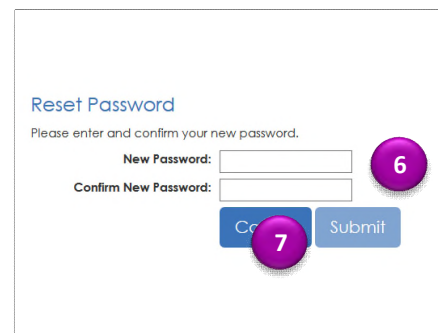 Reset Password
Please enter and confirm your new password.
New Password:
6
Confirm New Password:
7
Submit